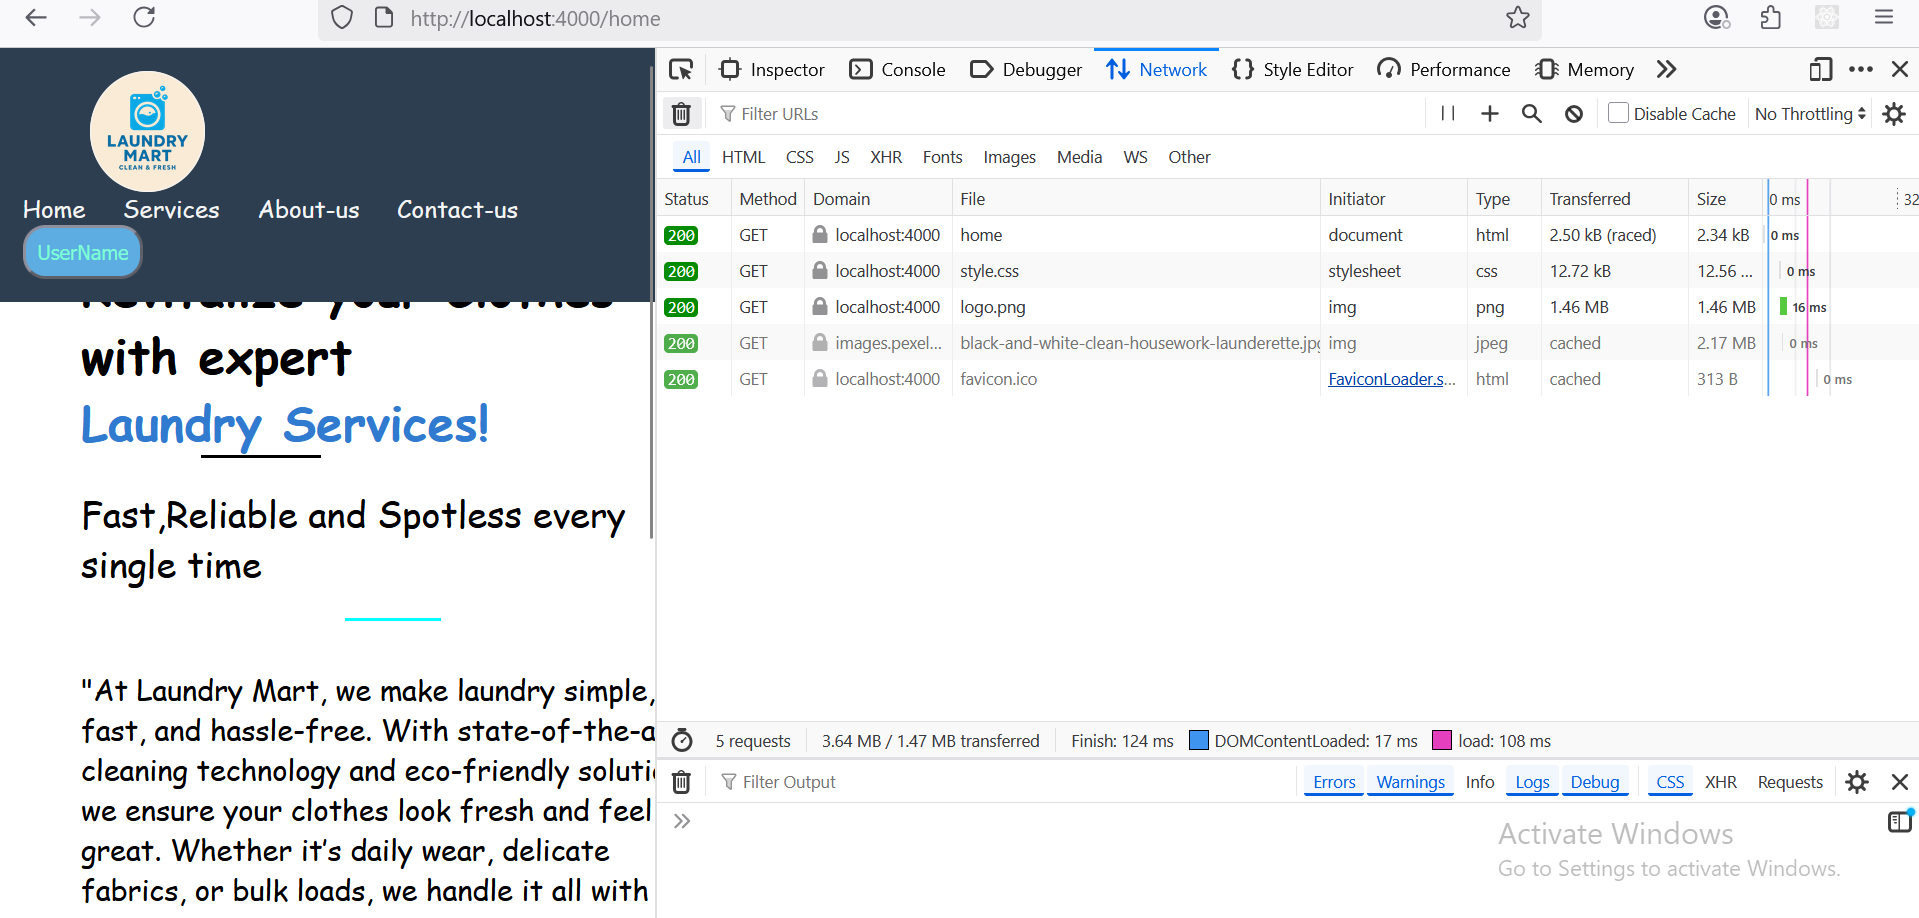 http://localhost:4000/home
LAUNDRY
MART
CLEAN & FRESH
Home Services About-us Contact-us
UserName
Revitalize your Clothes
with expert
Laundry Services!
Fast,Reliable and Spotless every
single time
"At Laundry Mart, we make laundry simple,
fast, and hassle-free. With state-of-the-a
cleaning technology and eco-friendly soluti
we ensure your clothes look fresh and feel
great. Whether it’s daily wear, delicate
fabrics, or bulk loads, we handle it all with
Inspector Console Debugger Network Style Editor Performance Memory
Filter URLs Disable Cache No Throttling
All HTML CSS JS XHR Fonts Images Media WS Other
Status Method Domain File Initiator Type Transferred Size 0 ms 32
200 GET localhost:4000 home document html 2.50 kB (raced) 2.34 kB 0 ms
200 GET localhost:4000 style.css stylesheet css 12.72 kB 12.56 ... 0 ms
200 GET localhost:4000 logo.png img png 1.46 MB 1.46 MB 16 ms
200 GET images.pexel... black-and-white-clean-housework-launderette.jpg img jpeg cached 2.17 MB 0 ms
200 GET localhost:4000 favicon.ico FaviconLoader.s... html cached 313 B 0 ms
5 requests 3.64 MB / 1.47 MB transferred Finish: 124 ms DOMContentLoaded: 17 ms load: 108 ms
Filter Output Errors Warnings Info Logs Debug CSS XHR Requests
Activate Windows
Go to Settings to activate Windows.